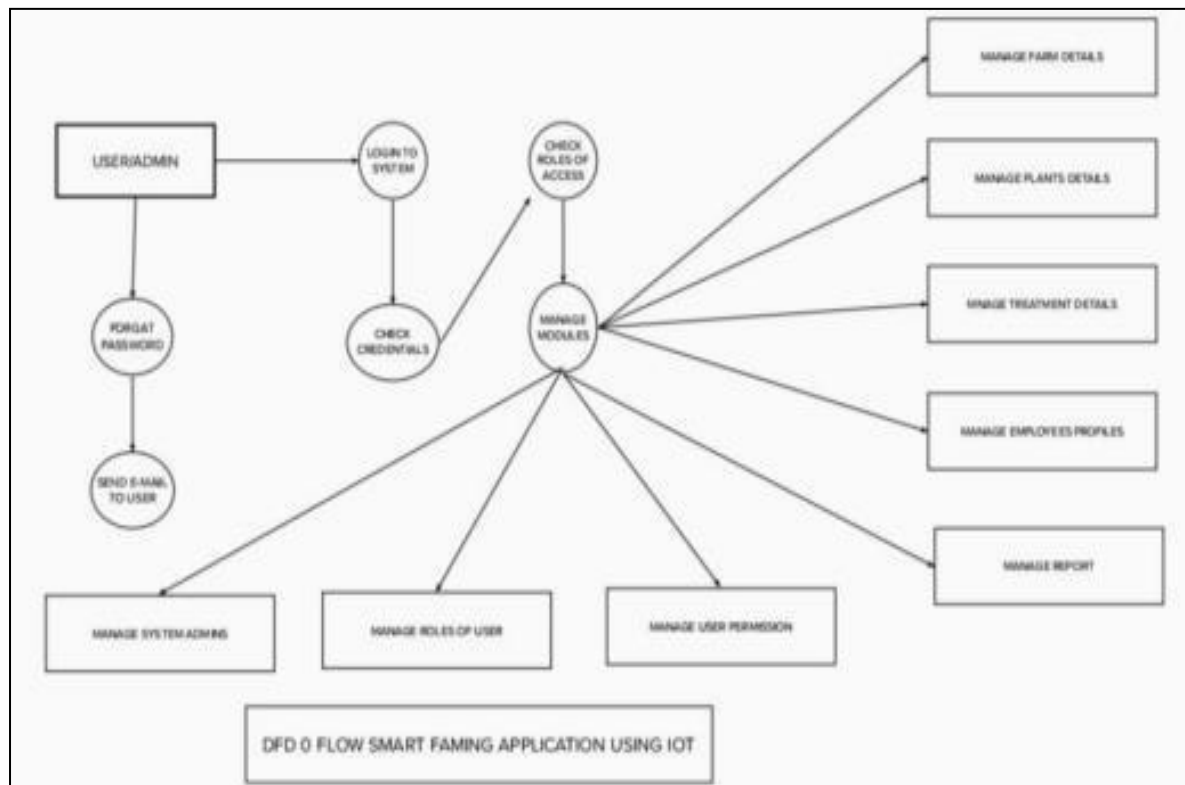 MANAGE FARM DETAILS
USER/ADMIN
LOGIN TO
SYSTEM
CHECK
ROLES OF
ACCESS
MANAGE PLANTS DETAILS
FORGAT
PASSWORD
CHECK
CREDENTIALS
MANAGE
MODULES
MNAGE TREATMENT DETAILS
MANAGE EMPLOYEES PROFILES
SEND E-MAIL
TO USER
MANAGE REPORT
MANAGE SYSTEM ADMINS
MANAGE ROLES OF USER
MANAGE USER PERMISSION
DFD 0 FLOW SMART FAMING APPLICATION USING IOT